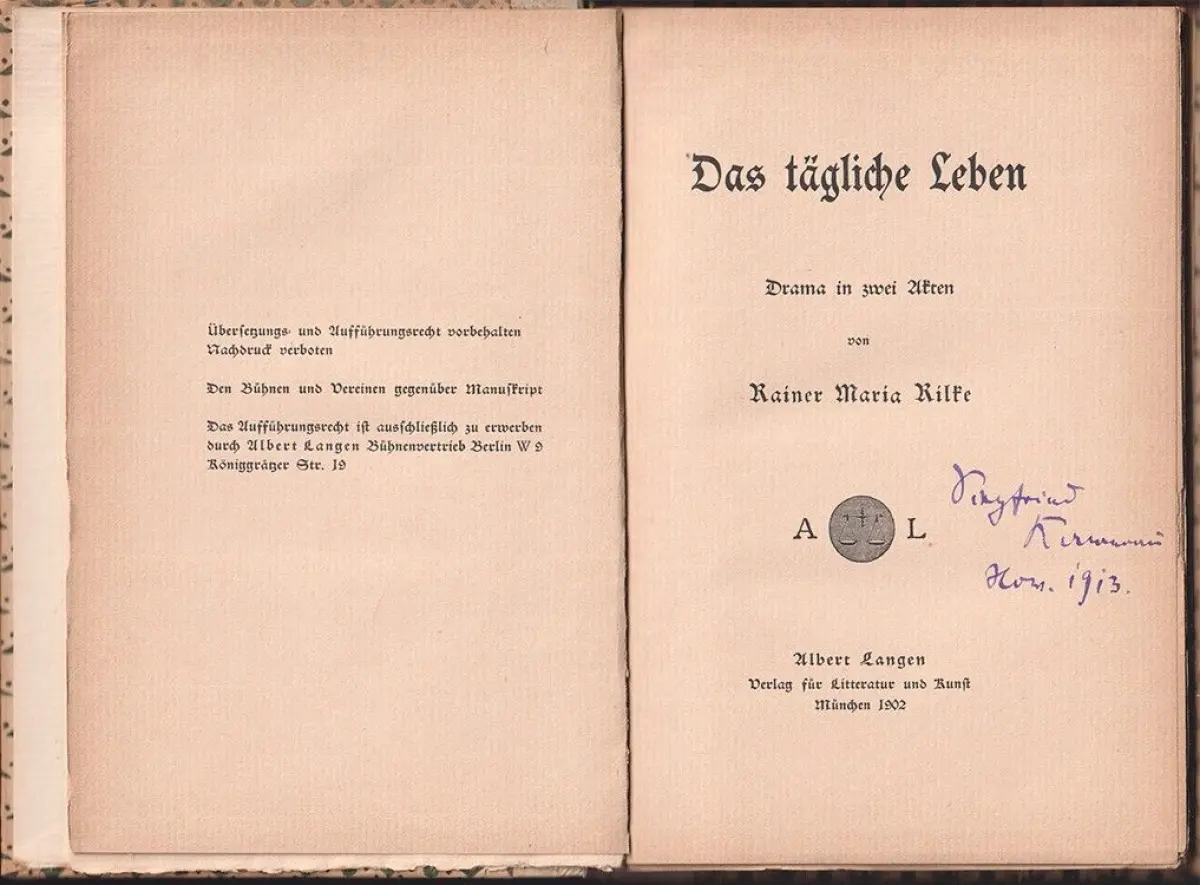 Übersetzungs- und Aufführungsrecht vorbehalten
Nachdruck verboten
Den Bühnen und Vereinen gegenüber Manuskript
Das Aufführungsrecht ist ausschließlich zu erwerben
durch Albert Langen Bühnenvertrieb Berlin W 9
Königgrätzer Str. 19
Das tägliche Leben
Drama in zwei Akten
von
Rainer Maria Rilke
A L
Siegfried
Nov. 1913.
Albert Langen
Verlag für Litteratur und Kunst
München 1902